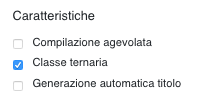 Caratteristiche
Compilazione agevolata
Classe ternaria
Generazione automatica titolo